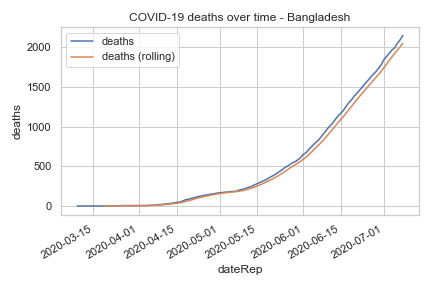 COVID-19 deaths over time - Bangladesh
deaths
deaths (rolling)
deaths
2000
1500
1000
500
0
2020-03-15
2020-04-01
2020-04-15
2020-05-01
2020-05-15
2020-06-01
2020-06-15
2020-07-01
dateRep